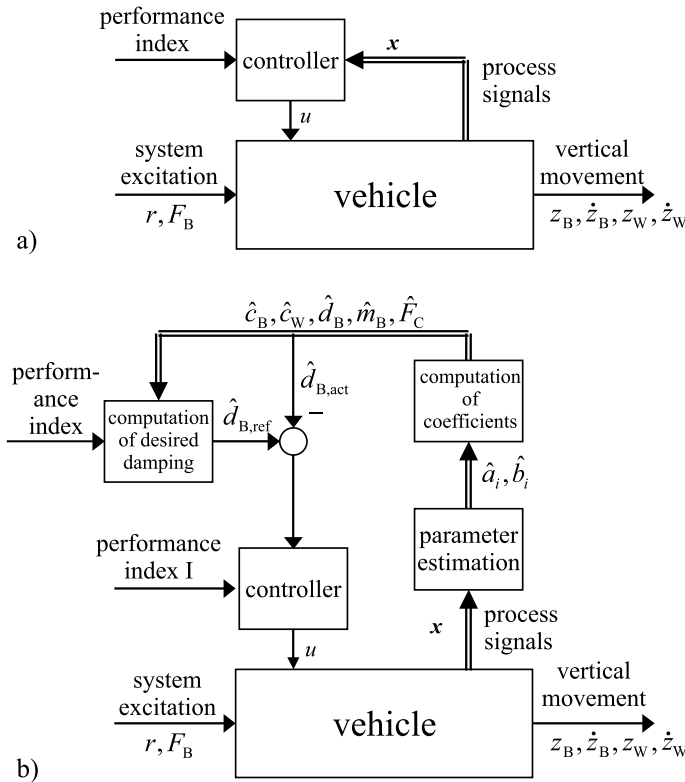 performance
index
controller
x
process
signals
u
system
excitation
r, F_B
vehicle
vertical
movement
z_B, ż_B, z_W, ż_W
a)
ĉ_B, ĉ_W, d̂_B, m̂_B, F̂_C
perform-
ance
index
computation
of desired
damping
d̂_B,ref
d̂_B,act
−
computation
of
coefficients
â_i, b̂_i
parameter
estimation
performance
index I
controller
x
process
signals
u
system
excitation
r, F_B
vehicle
vertical
movement
z_B, ż_B, z_W, ż_W
b)